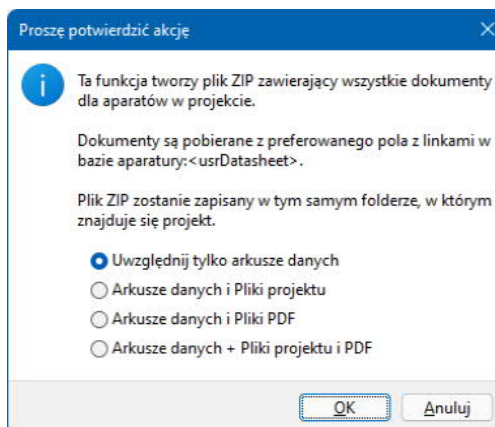 Proszę potwierdzić akcję
Ta funkcja tworzy plik ZIP zawierający wszystkie dokumenty
dla aparatów w projekcie.
Dokumenty są pobierane z preferowanego pola z linkami w
bazie aparatury:<usrDatasheet>.
Plik ZIP zostanie zapisany w tym samym folderze, w którym
znajduje się projekt.
Uwzględnij tylko arkusze danych
Arkusze danych i Pliki projektu
Arkusze danych i Pliki PDF
Arkusze danych + Pliki projektu i PDF
OK
Anuluj